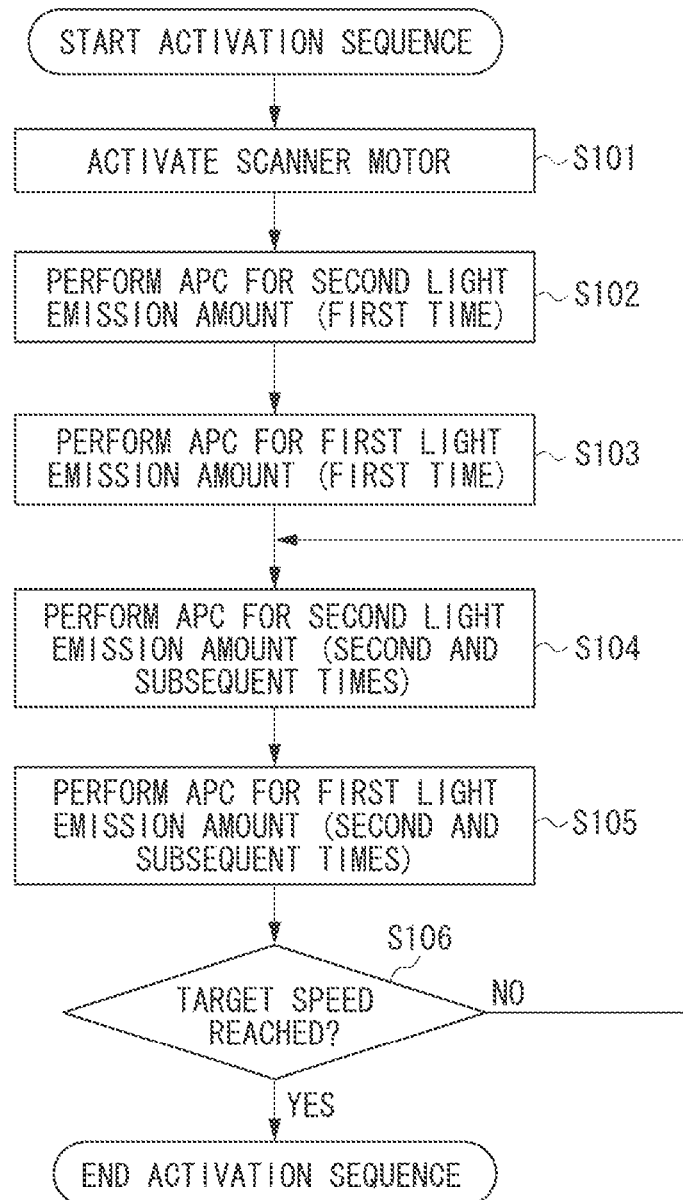 START ACTIVATION SEQUENCE
ACTIVATE SCANNER MOTOR
S101
PERFORM APC FOR SECOND LIGHT
EMISSION AMOUNT (FIRST TIME)
S102
PERFORM APC FOR FIRST LIGHT
EMISSION AMOUNT (FIRST TIME)
S103
PERFORM APC FOR SECOND LIGHT
EMISSION AMOUNT (SECOND AND
SUBSEQUENT TIMES)
S104
PERFORM APC FOR FIRST LIGHT
EMISSION AMOUNT (SECOND AND
SUBSEQUENT TIMES)
S105
S106
TARGET SPEED
REACHED?
NO
YES
END ACTIVATION SEQUENCE